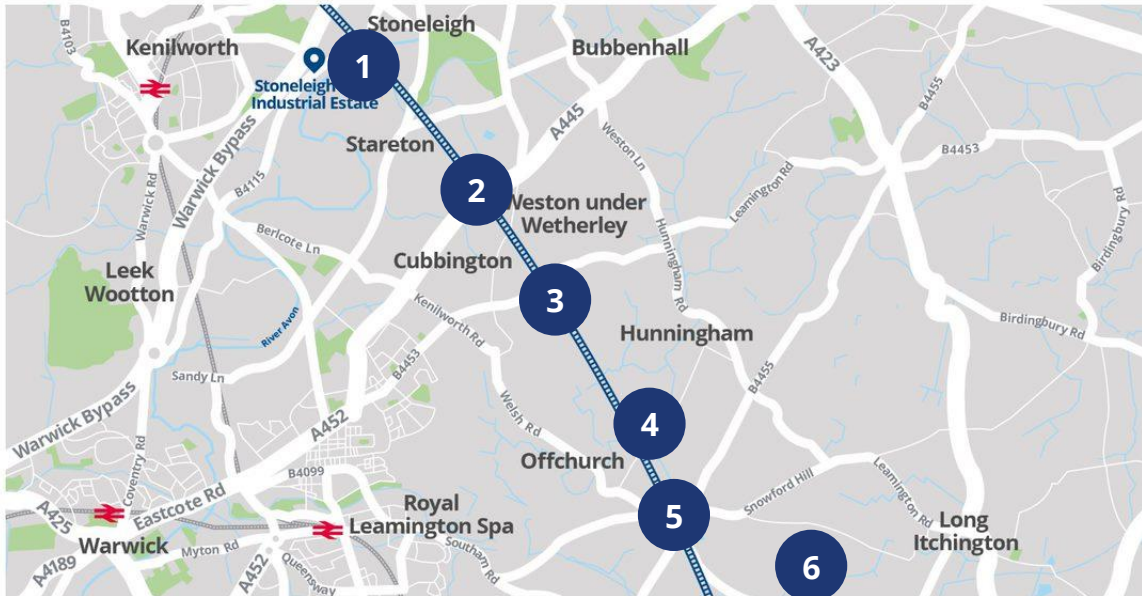 B4103
Kenilworth
Stoneleigh
Bubbenhall
A423
B4455
1
Stoneleigh
Industrial Estate
Stareton
A445
Weston Ln
B4453
Warwick Bypass
B4115
Warwick Rd
2
Weston under
Wetherley
Leamington Rd
Birdingbury Rd
Berlcote Ln
Cubbington
Hunningham Rd
Leek
Wootton
3
Kenilworth Rd
River Avon
Hunningham
Birdingbury Rd
Sandy Ln
B4453
B4455
Warwick Bypass
A452
Welsh Rd
4
Coventry Rd
Offchurch
B4099
Snowford Hill
Leamington Rd
Eastcote Rd
A425
Royal
Leamington Spa
5
Long
Itchington
Warwick
Myton Rd
Southam Rd
A4189
A452
Queensway
6